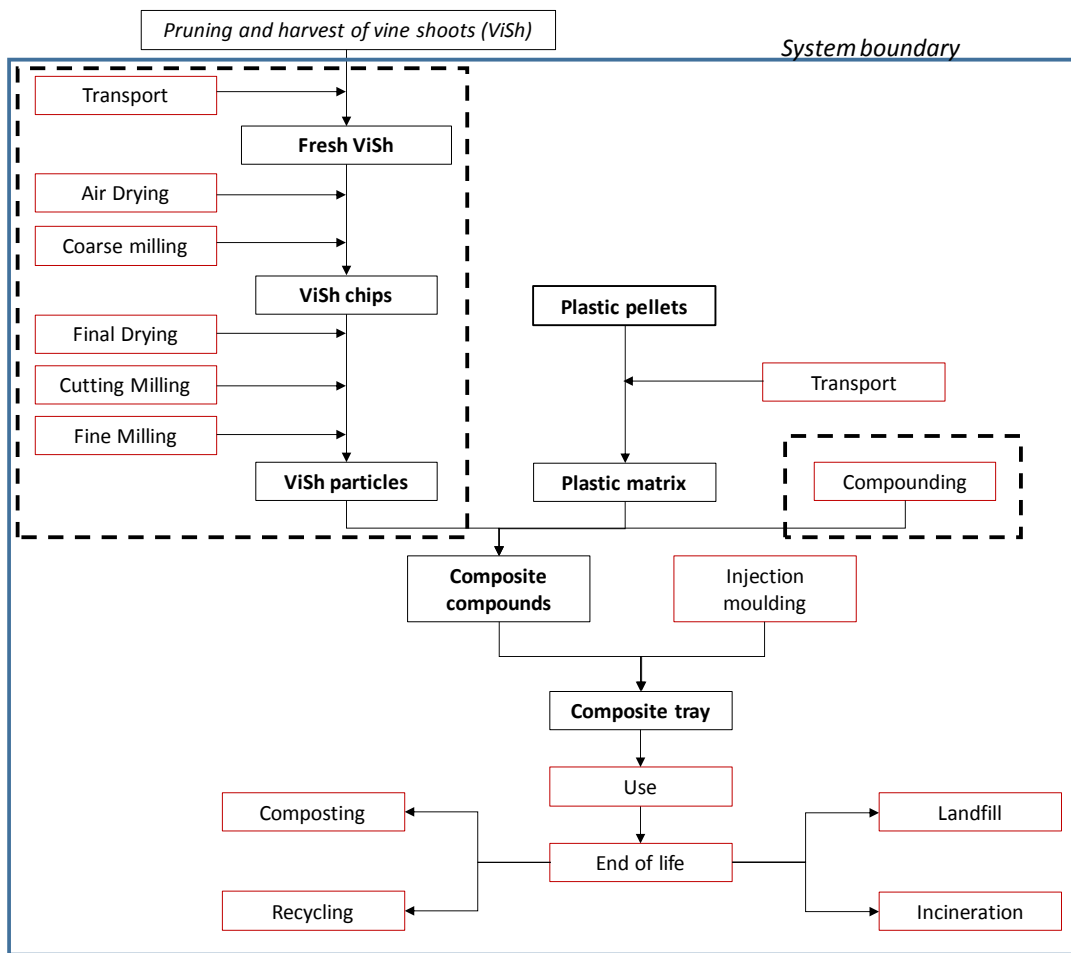 Pruning and harvest of vine shoots (ViSh)
System boundary
Transport
Fresh ViSh
Air Drying
Coarse milling
ViSh chips
Plastic pellets
Final Drying
Transport
Cutting Milling
Fine Milling
ViSh particles
Plastic matrix
Compounding
Composite
compounds
Injection
moulding
Composite tray
Use
Composting
Landfill
End of life
Recycling
Incineration